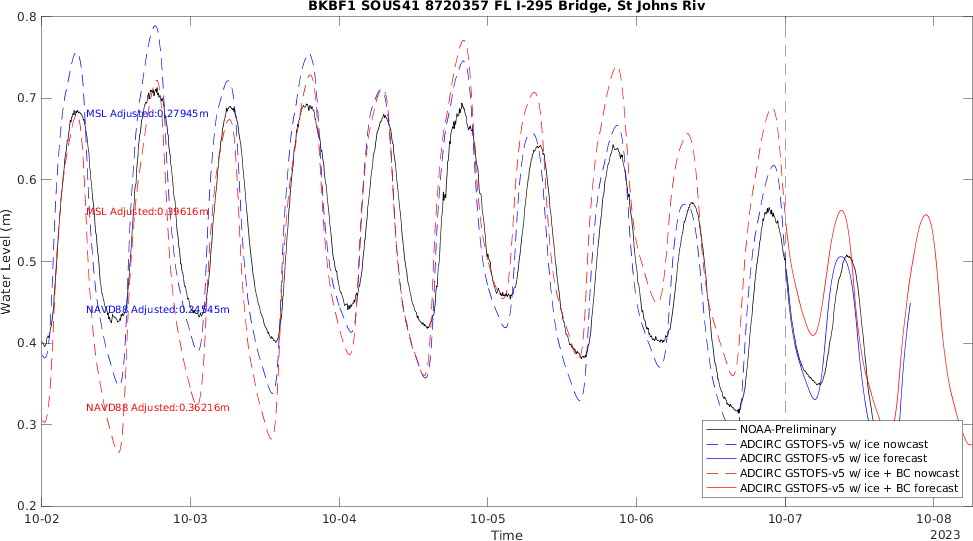 BKBF1 SOUS41 8720357 FL I-295 Bridge, St Johns Riv
0.8
0.7
0.6
0.5
0.4
0.3
0.2
Water Level (m)
MSL Adjusted:0.27945m
MSL Adjusted:0.39616m
NAVD88 Adjusted:0.24545m
NAVD88 Adjusted:0.36216m
NOAA-Preliminary
ADCIRC GSTOFS-v5 w/ ice nowcast
ADCIRC GSTOFS-v5 w/ ice forecast
ADCIRC GSTOFS-v5 w/ ice + BC nowcast
ADCIRC GSTOFS-v5 w/ ice + BC forecast
10-02 10-03 10-04 10-05 10-06 10-07 10-08
Time
2023